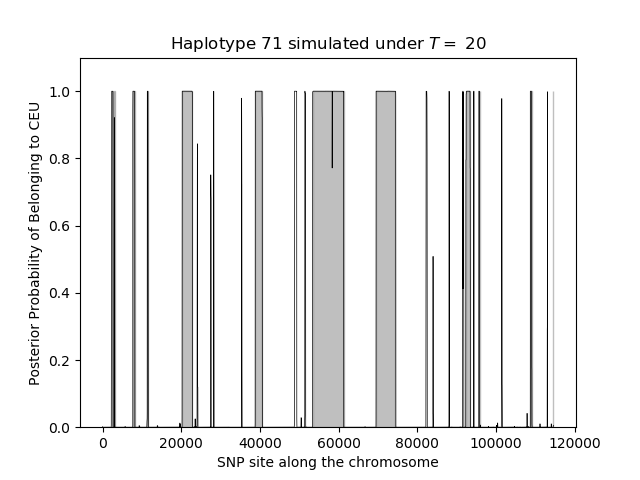 Haplotype 71 simulated under T = 20
Posterior Probability of Belonging to CEU
1.0
0.8
0.6
0.4
0.2
0.0
0 20000 40000 60000 80000 100000 120000
SNP site along the chromosome